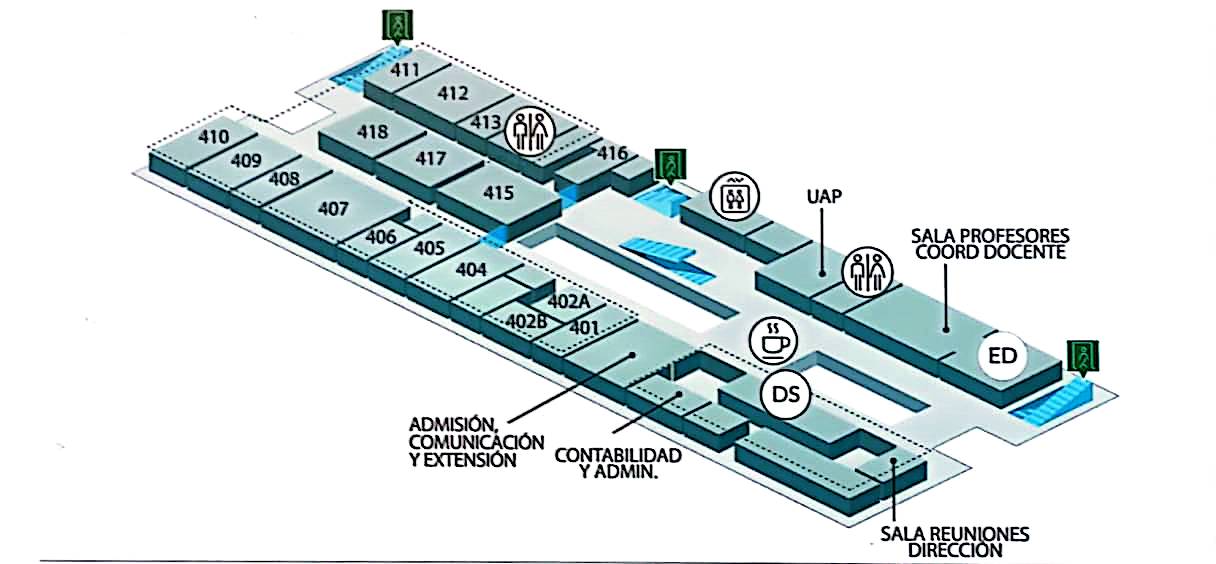 411
412
413
416
418
417
415
410
409
408
407
406
405
404
402A
402B
401
UAP
SALA PROFESORES
COORD DOCENTE
ED
DS
ADMISIÓN,
COMUNICACIÓN
Y EXTENSIÓN
CONTABILIDAD
Y ADMIN.
SALA REUNIONES
DIRECCIÓN